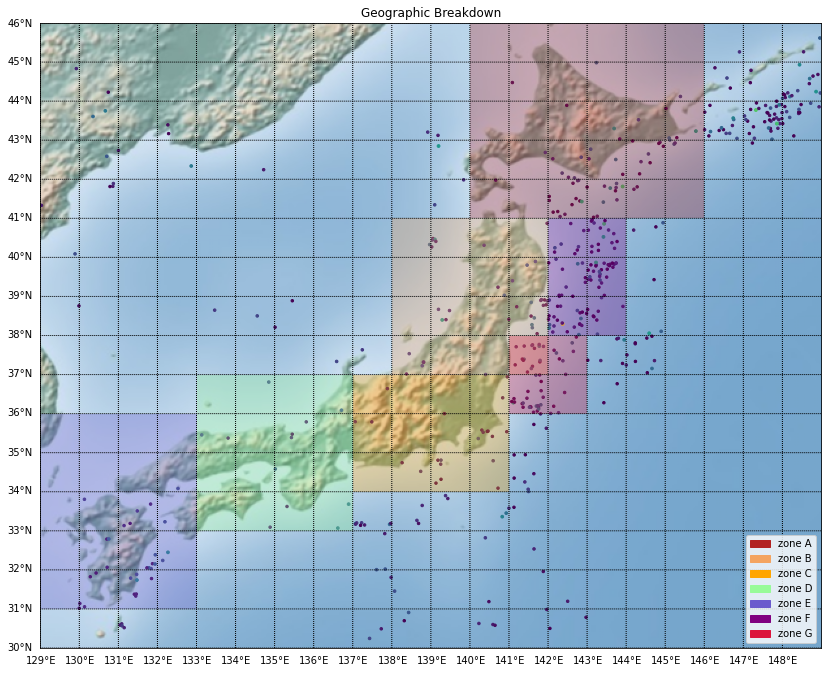 Geographic Breakdown
46°N
45°N
44°N
43°N
42°N
41°N
40°N
39°N
38°N
37°N
36°N
35°N
34°N
33°N
32°N
31°N
30°N
zone A
zone B
zone C
zone D
zone E
zone F
zone G
129°E 130°E 131°E 132°E 133°E 134°E 135°E 136°E 137°E 138°E 139°E 140°E 141°E 142°E 143°E 144°E 145°E 146°E 147°E 148°E